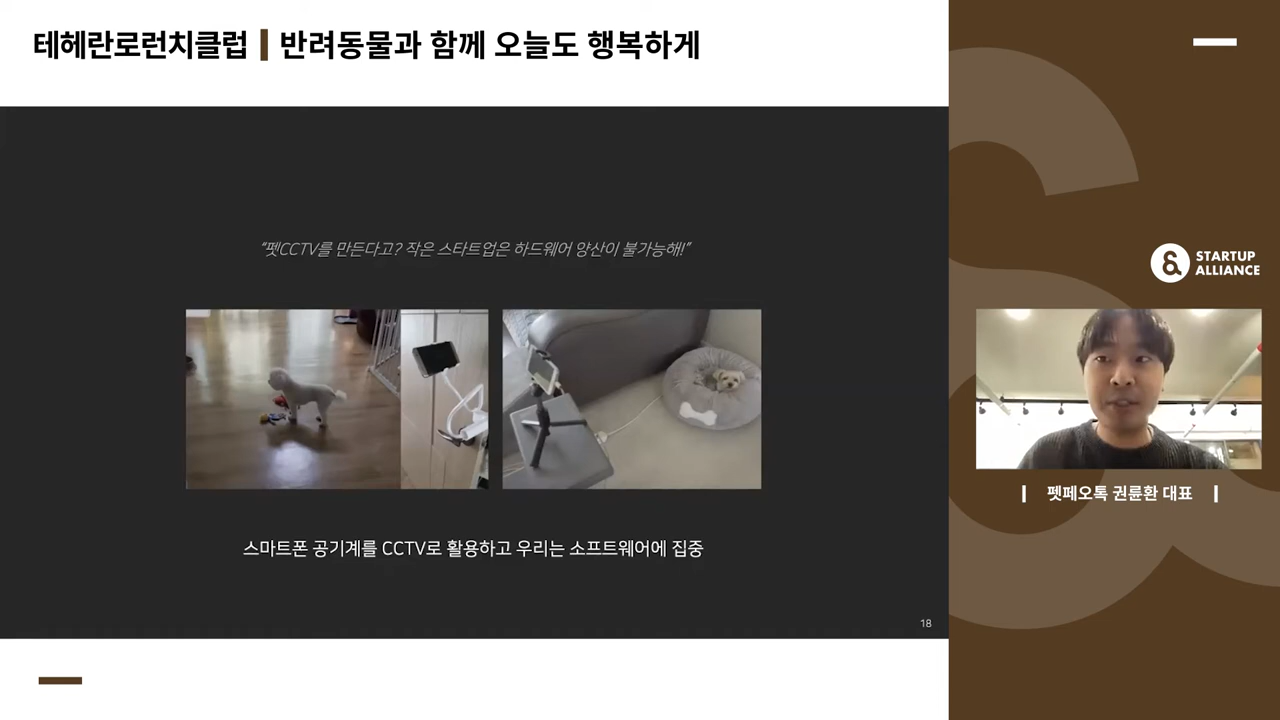 테헤란로런치클럽 | 반려동물과 함께 오늘도 행복하게
“펫CCTV를 만든다고? 작은 스타트업은 하드웨어 양산이 불가능해!”
스마트폰 공기계를 CCTV로 활용하고 우리는 소프트웨어에 집중
18
STARTUP
ALLIANCE
| 펫페오톡 권륜환 대표 |